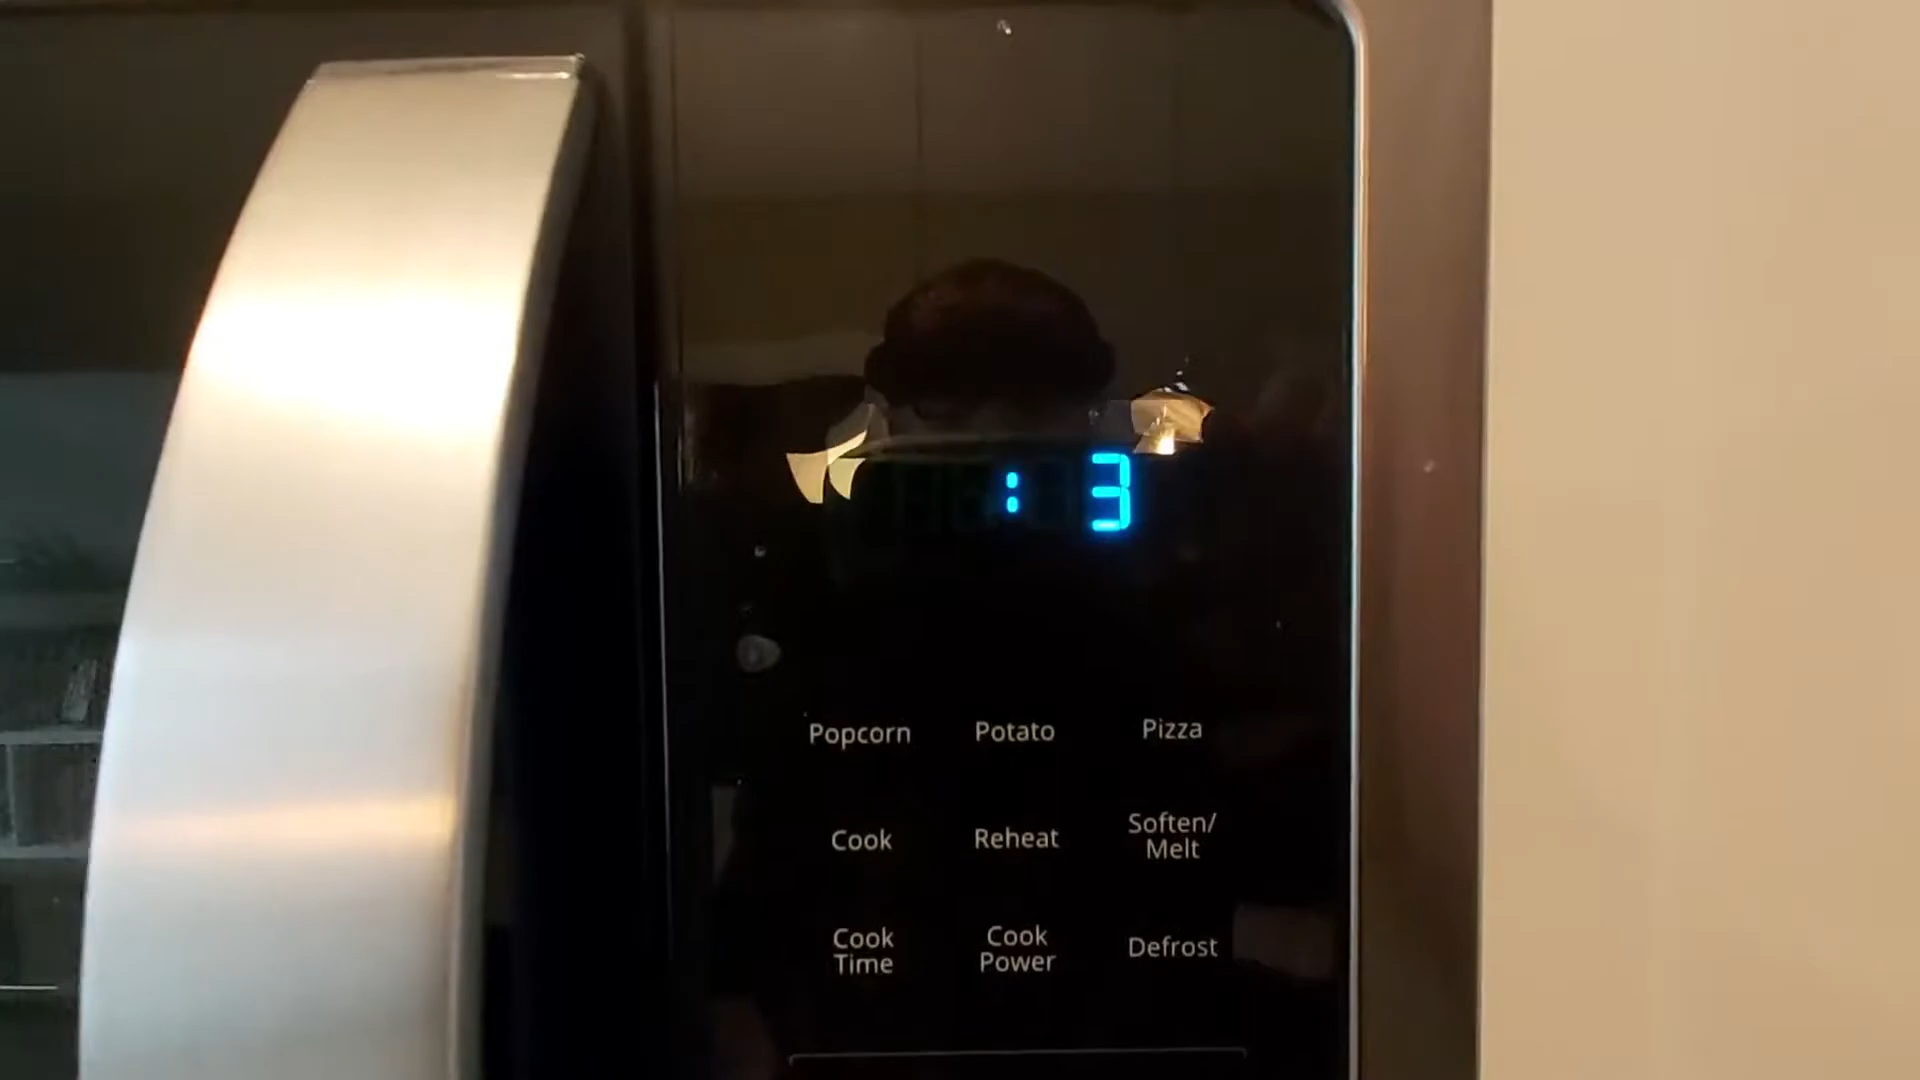 : 3
Popcorn Potato Pizza
Cook Reheat Soften/
Melt
Cook Cook Defrost
Time Power